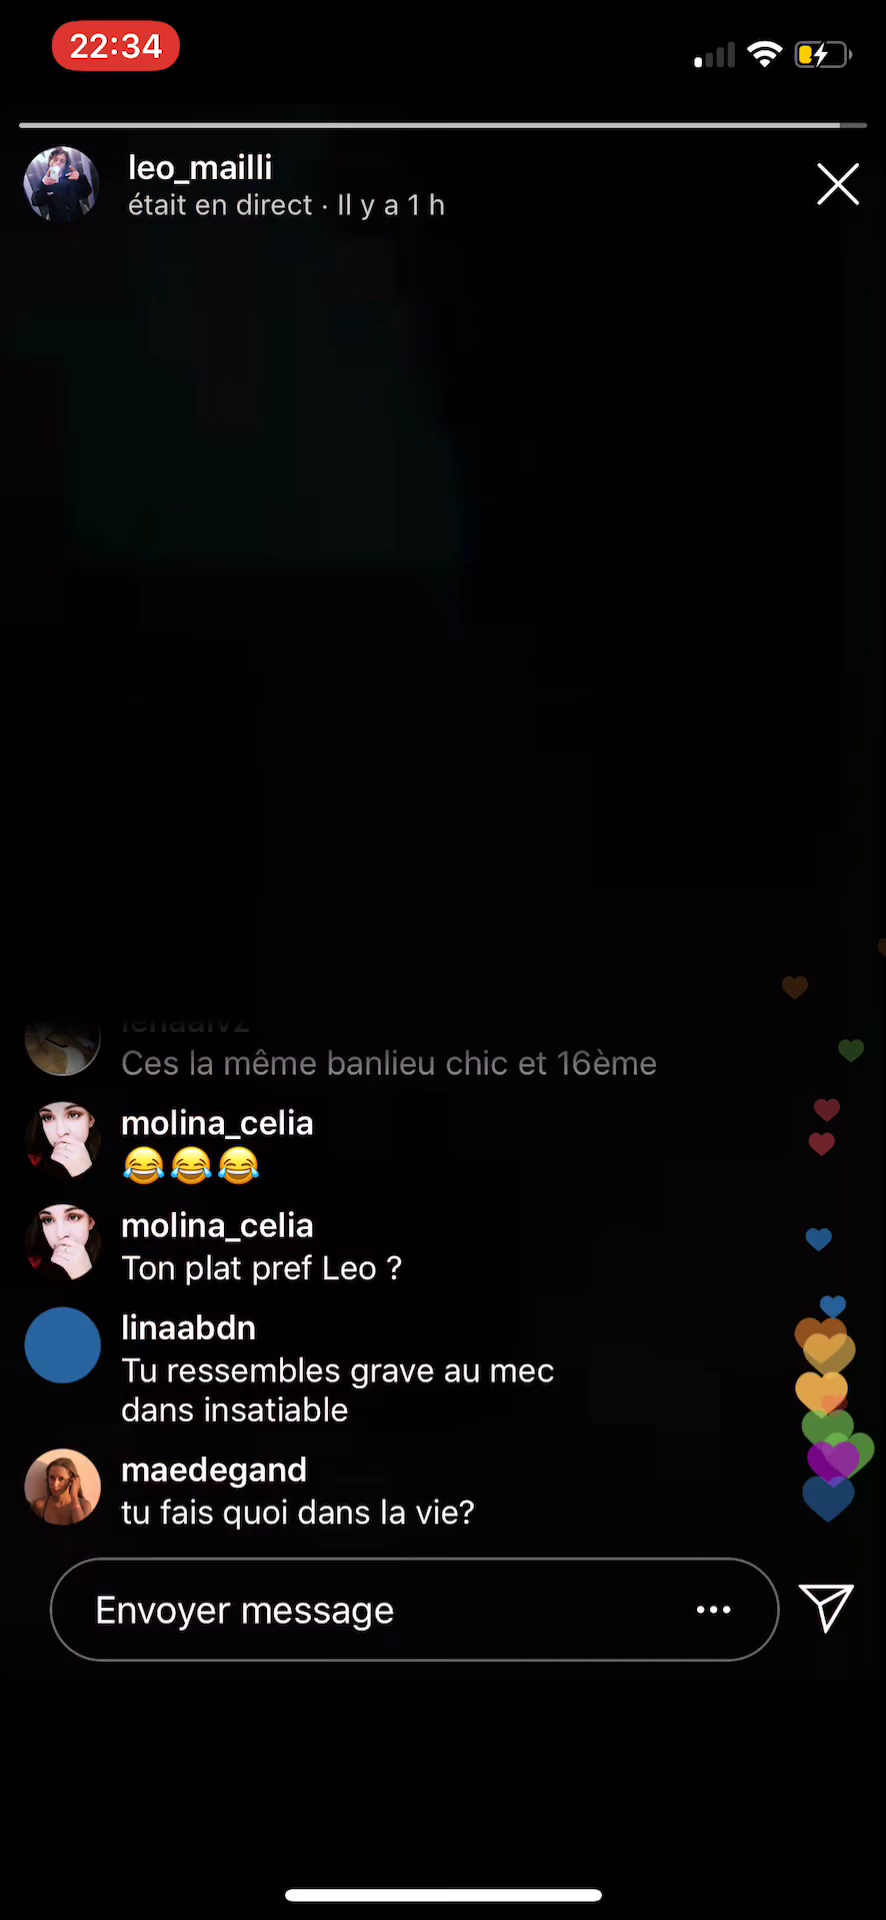 22:34
leo_mailli
était en direct · Il y a 1 h
Ces la même banlieu chic et 16ème
molina_celia
😂😂😂
molina_celia
Ton plat pref Leo ?
linaabdn
Tu ressembles grave au mec
dans insatiable
maedegand
tu fais quoi dans la vie?
Envoyer message